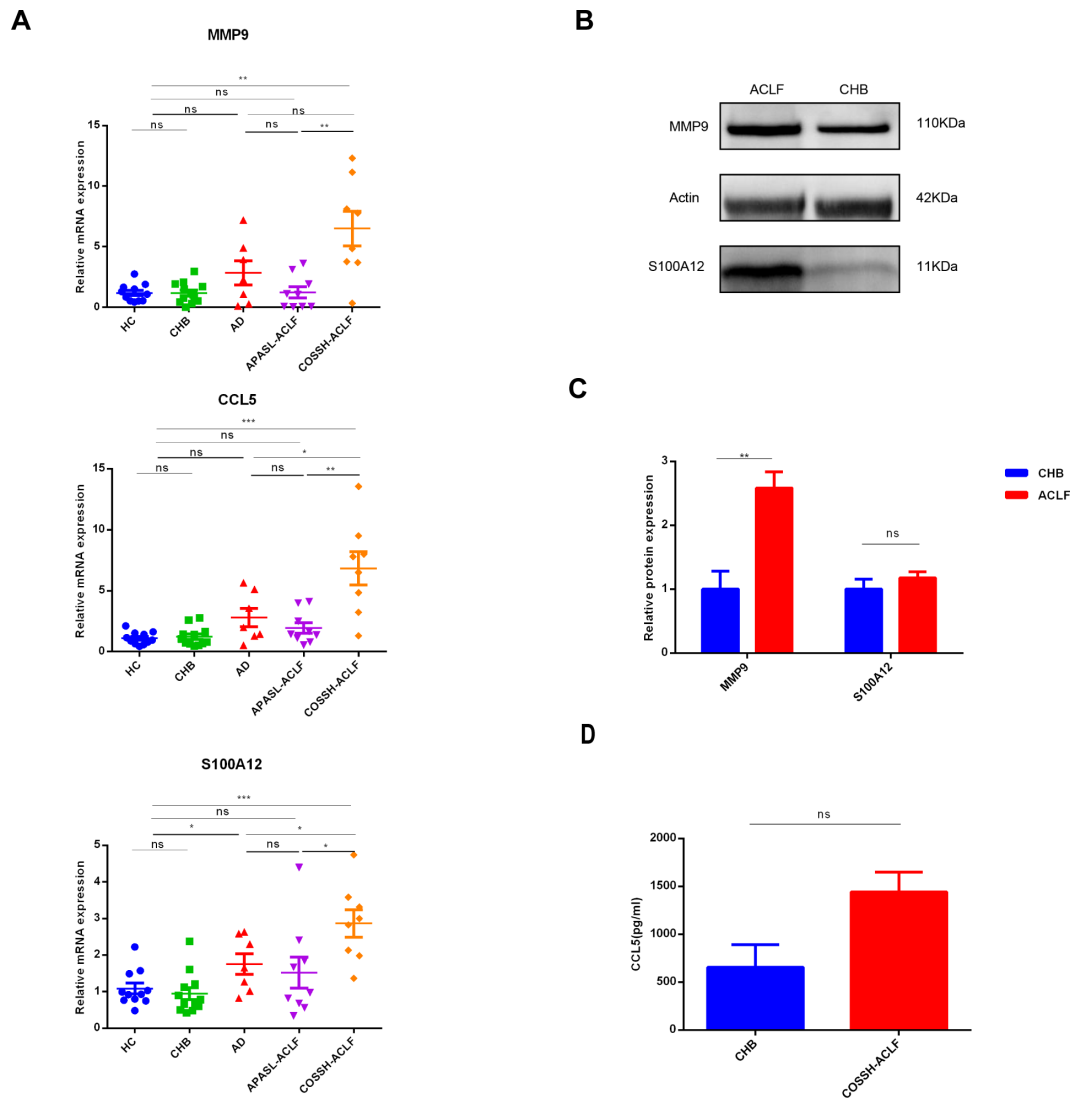 A
MMP9
**
ns
ns
ns
ns
ns
**
15
10
5
0
Relative mRNA expression
HC
CHB
AD
APASL-ACLF
COSSH-ACLF
CCL5
***
ns
ns
*
ns
ns
**
15
10
5
0
Relative mRNA expression
HC
CHB
AD
APASL-ACLF
COSSH-ACLF
S100A12
***
ns
*
*
ns
ns
*
5
4
3
2
1
0
Relative mRNA expression
HC
CHB
AD
APASL-ACLF
COSSH-ACLF
B
ACLF CHB
MMP9 110KDa
Actin 42KDa
S100A12 11KDa
C
**
ns
3
2
1
0
Relative protein expression
MMP9
S100A12
CHB
ACLF
D
ns
2000
1500
1000
500
0
CCL5(pg/ml)
CHB
COSSH-ACLF